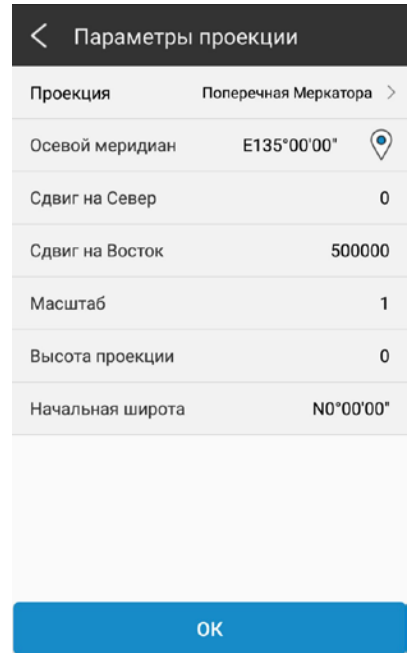 Параметры проекции
Проекция Поперечная Меркатора
Осевой меридиан E135°00'00"
Сдвиг на Север 0
Сдвиг на Восток 500000
Масштаб 1
Высота проекции 0
Начальная широта N0°00'00"
ОК